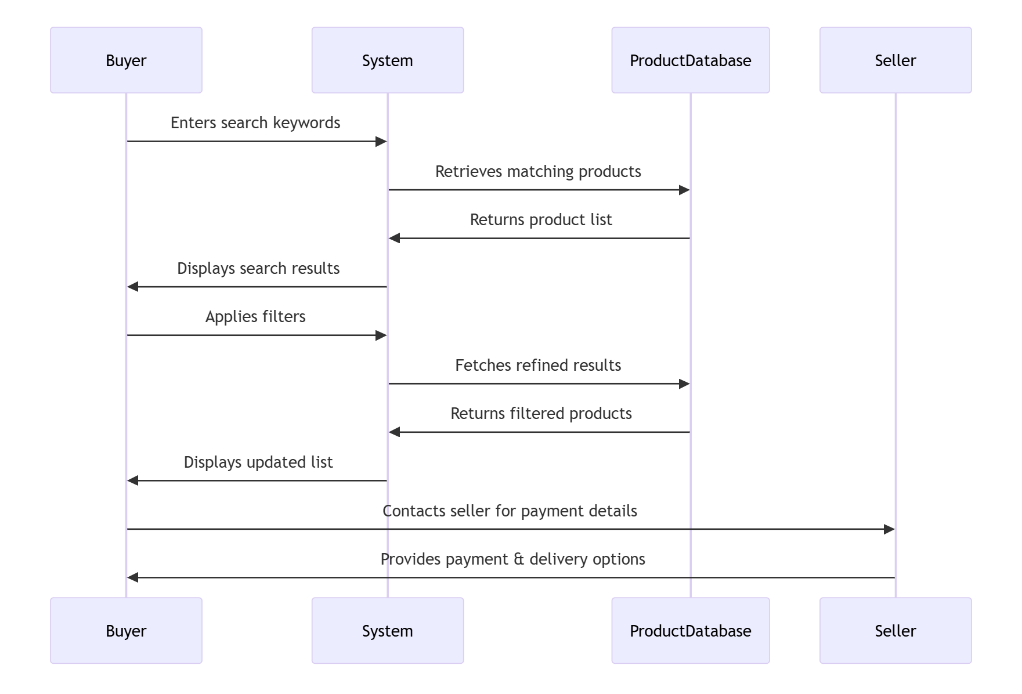 Buyer
System
ProductDatabase
Seller
Enters search keywords
Retrieves matching products
Returns product list
Displays search results
Applies filters
Fetches refined results
Returns filtered products
Displays updated list
Contacts seller for payment details
Provides payment & delivery options
Buyer
System
ProductDatabase
Seller